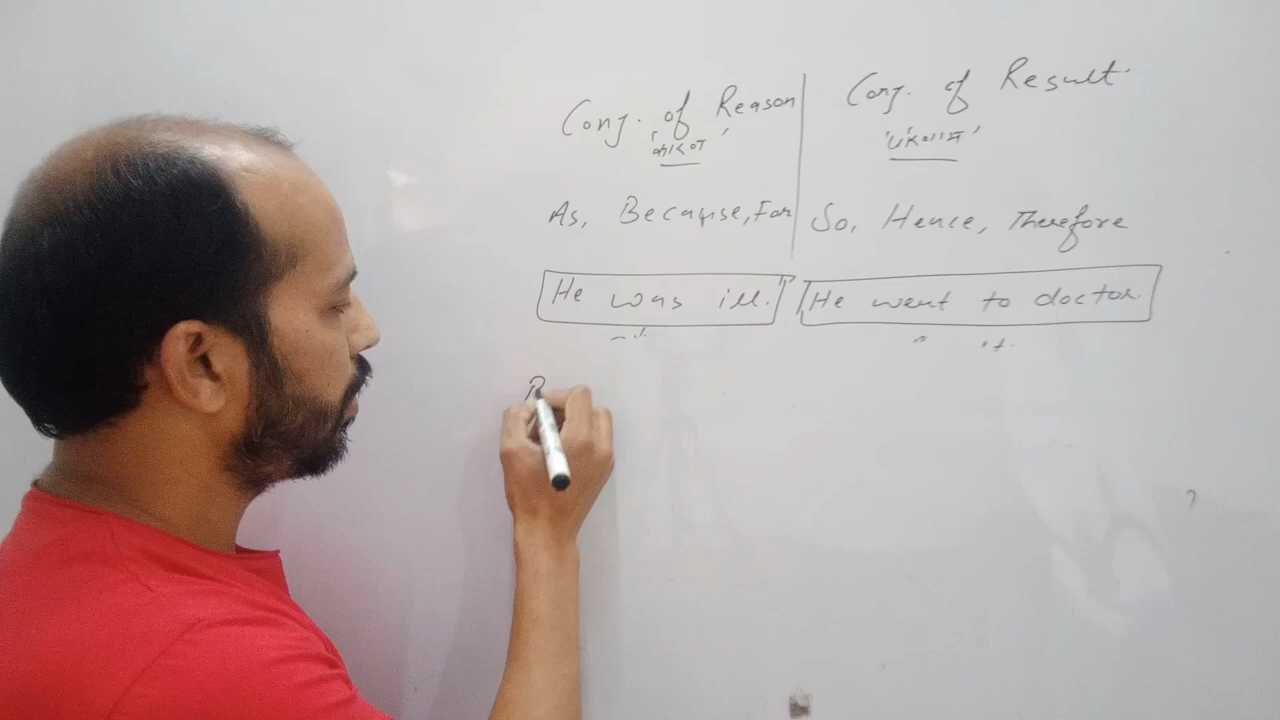 Conj. of Reason
'कारण'
As, Because, For
Conj. of Result.
'परिणाम'
So, Hence, Therefore
He was ill.
He went to doctor.